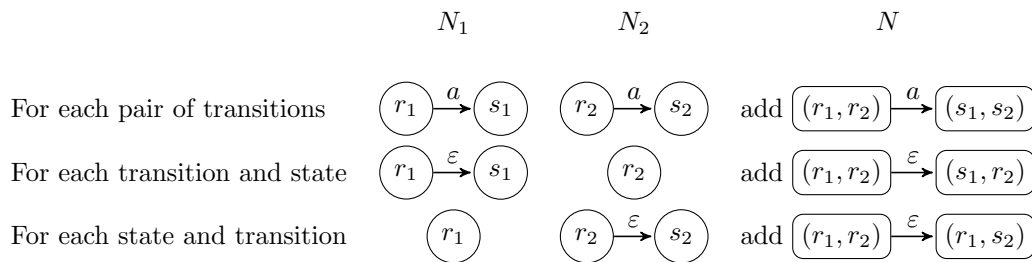 N₁ N₂ N
For each pair of transitions r₁ a s₁ r₂ a s₂ add (r₁, r₂) a (s₁, s₂)
For each transition and state r₁ ε s₁ r₂ add (r₁, r₂) ε (s₁, r₂)
For each state and transition r₁ r₂ ε s₂ add (r₁, r₂) ε (r₁, s₂)